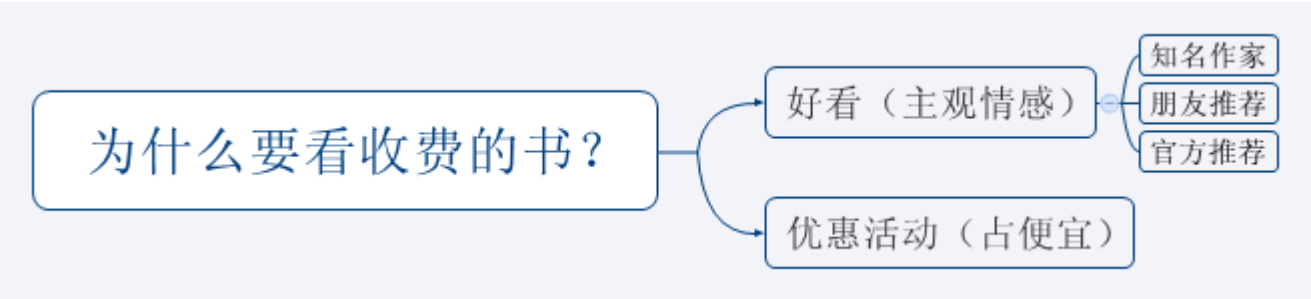 为什么要看收费的书？
好看（主观情感）
知名作家
朋友推荐
官方推荐
优惠活动（占便宜）